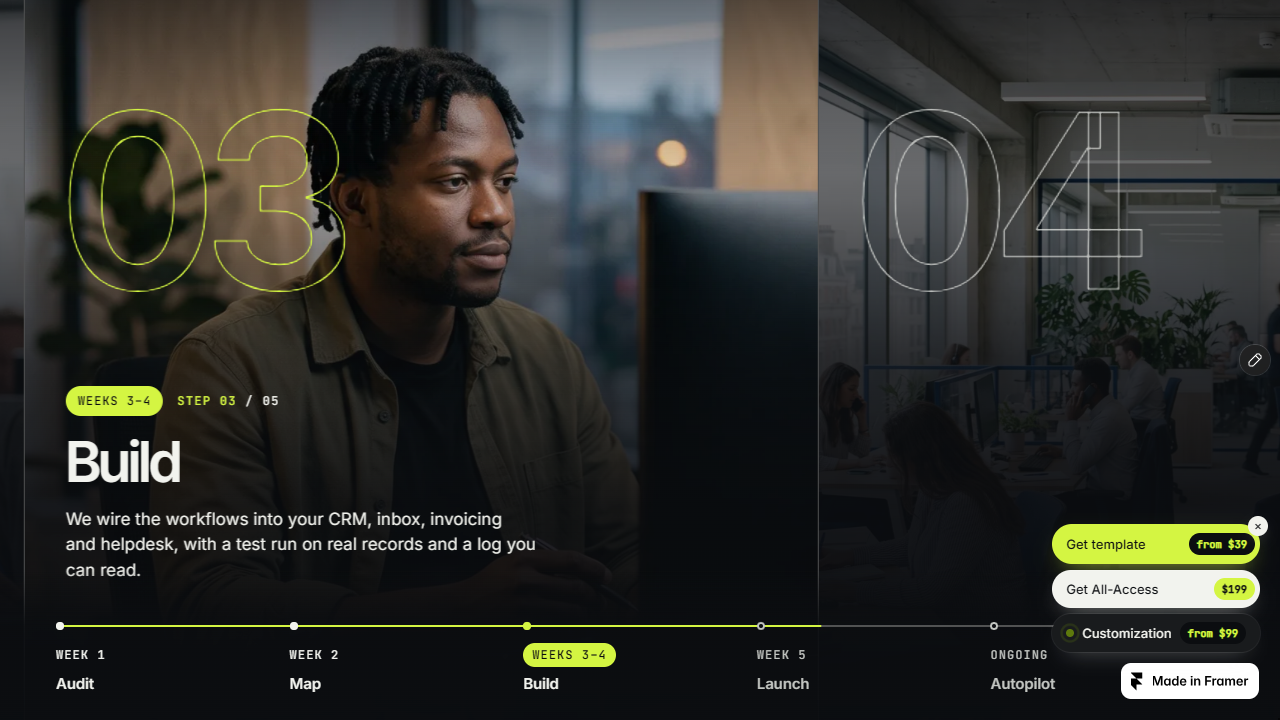 03
04
WEEKS 3–4
STEP 03 / 05
Build
We wire the workflows into your CRM, inbox, invoicing
and helpdesk, with a test run on real records and a log you
can read.
Get template
from $39
Get All-Access
$199
Customization
from $99
WEEK 1
WEEK 2
WEEKS 3–4
WEEK 5
ONGOING
Audit
Map
Build
Launch
Autopilot
Made in Framer